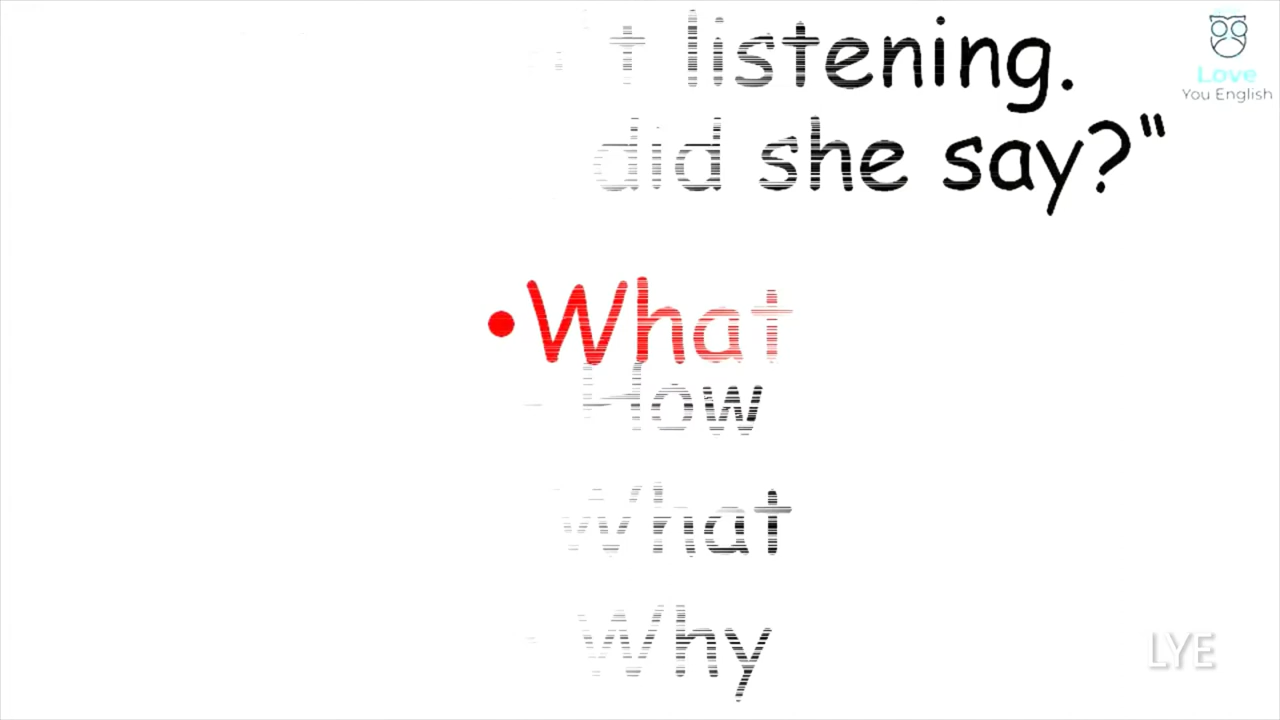 listening.
did she say?"
•What
How
What
Why
Love
You English
LYE